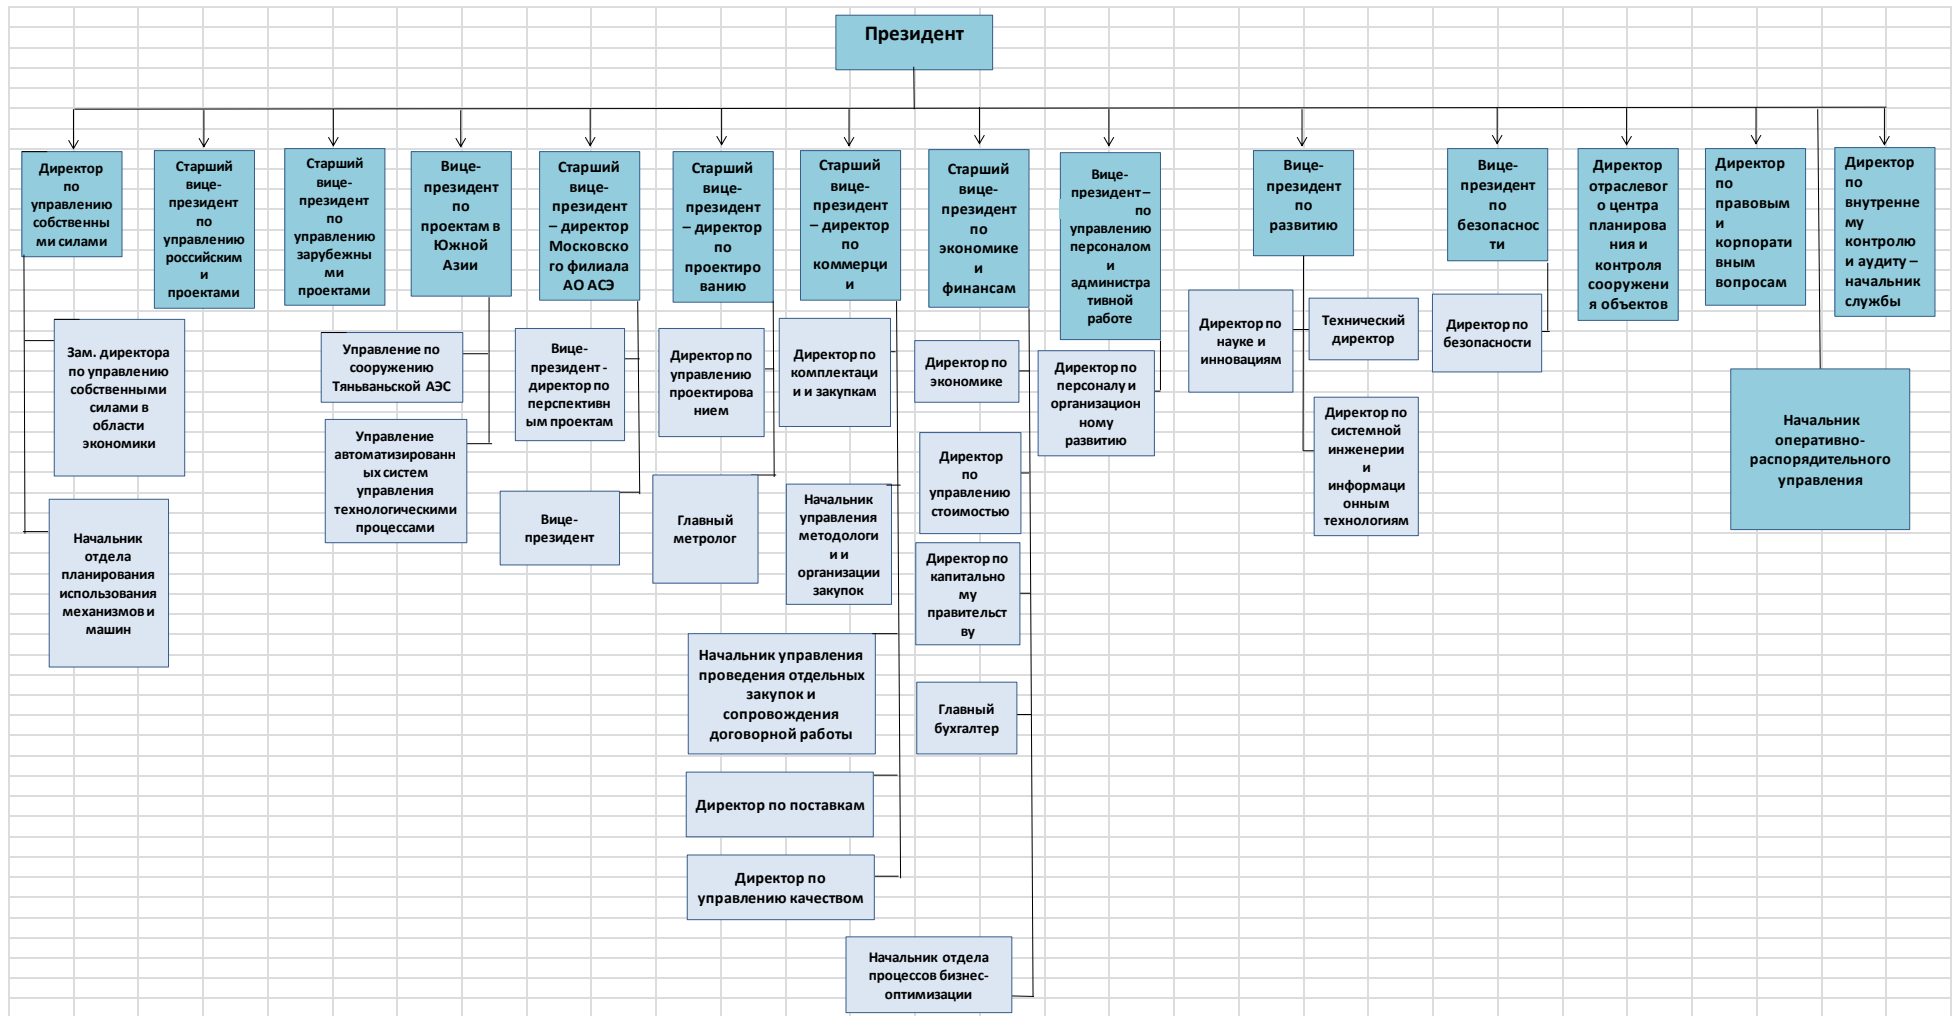 Президент
Директор
по
управлению
собственны
ми силами
Старший
вице-
президент
по
управлению
российским
и
проектами
Старший
вице-
президент
по
управлению
зарубежны
ми
проектами
Вице-
президент
по
проектам в
Южной
Азии
Старший
вице-
президент
– директор
Московско
го филиала
АО АСЭ
Старший
вице-
президент
– директор
по
проектиро
ванию
Старший
вице-
президент
– директор
по
коммерци
и
Старший
вице-
президент
по
экономике
и
финансам
Вице-
президент –
по
управлению
персоналом
и
администра
тивной
работе
Вице-
президент
по
развитию
Вице-
президент
по
безопаснос
ти
Директор
отраслевог
о центра
планирова
ния и
контроля
сооружени
я объектов
Директор
по
правовым
и
корпорати
вным
вопросам
Директор
по
внутренне
му
контролю
и аудиту –
начальник
службы
Зам. директора
по управлению
собственными
силами в
области
экономики
Начальник
отдела
планирования
использования
механизмов и
машин
Управление по
сооружению
Тяньваньской АЭС
Управление
автоматизированн
ых систем
управления
технологическими
процессами
Вице-
президент -
директор по
перспективн
ым проектам
Вице-
президент
Директор по
управлению
проектирова
нием
Главный
метролог
Директор по
комплектаци
и и закупкам
Начальник
управления
методологи
и и
организации
закупок
Начальник управления
проведения отдельных
закупок и
сопровождения
договорной работы
Директор по поставкам
Директор по
управлению качеством
Директор по
экономике
Директор
по
управлению
стоимостью
Директор по
капитально
му
правительст
ву
Главный
бухгалтер
Начальник отдела
процессов бизнес-
оптимизации
Директор по
персоналу и
организацион
ному
развитию
Директор по
науке и
инновациям
Технический
директор
Директор по
системной
инженерии
и
информаци
онным
технологиям
Директор по
безопасности
Начальник
оперативно-
распорядительного
управления